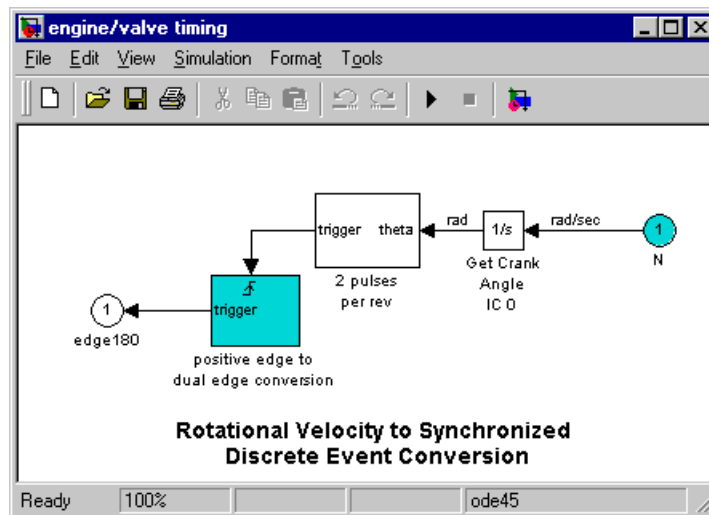 engine/valve timing
File Edit View Simulation Format Tools
trigger theta
rad
1/s
rad/sec
1
N
Get Crank
Angle
IC 0
2 pulses
per rev
trigger
1
edge180
positive edge to
dual edge conversion
Rotational Velocity to Synchronized
Discrete Event Conversion
Ready 100% ode45